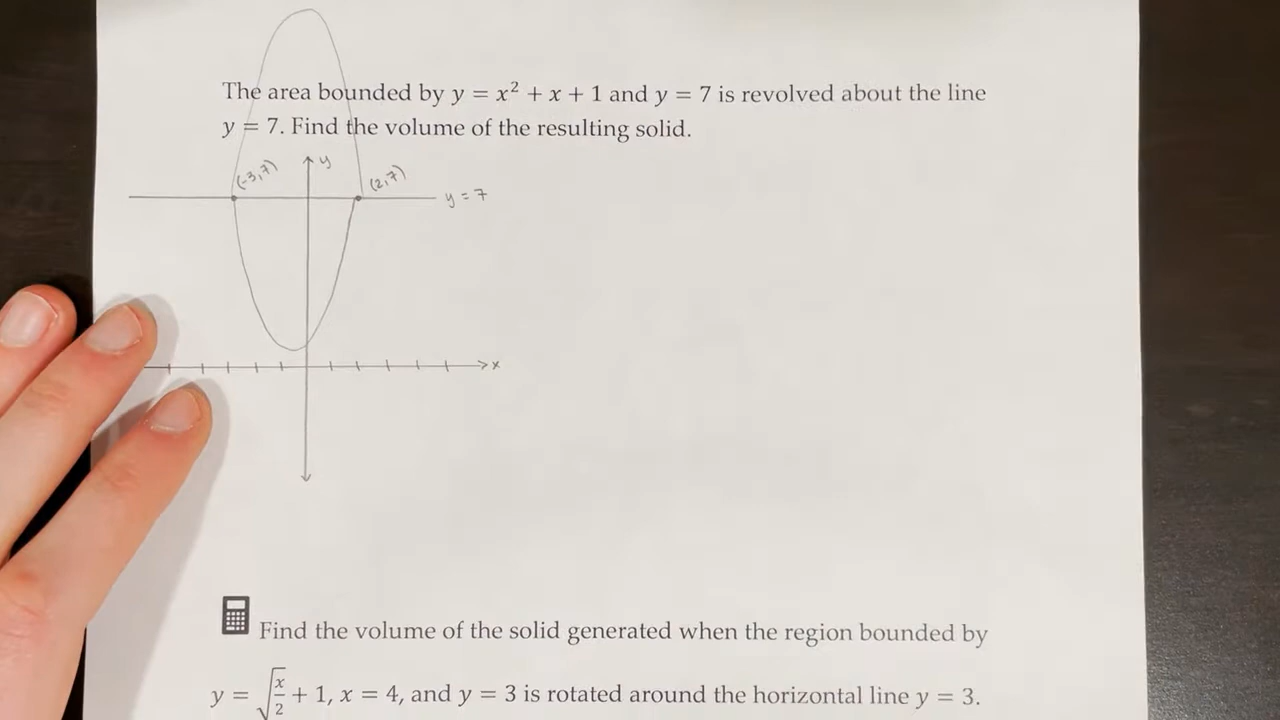 The area bounded by y = x² + x + 1 and y = 7 is revolved about the line
y = 7. Find the volume of the resulting solid.
(-3,7)
y
(2,7)
y = 7
x
Find the volume of the solid generated when the region bounded by
y = √(x/2) + 1, x = 4, and y = 3 is rotated around the horizontal line y = 3.